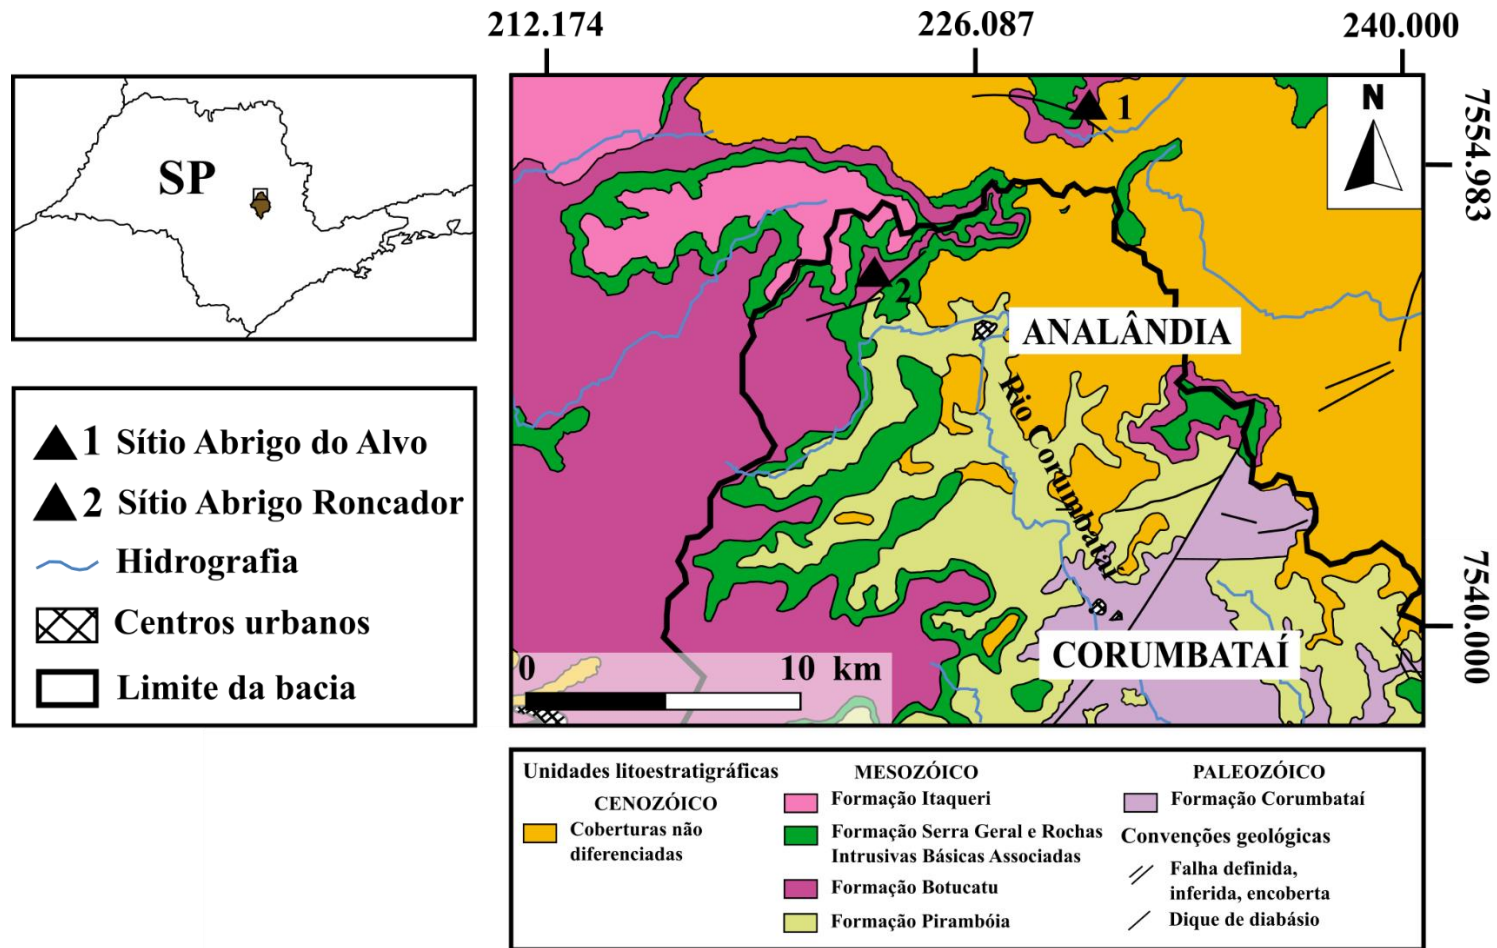 212.174
226.087
240.000
SP
1
N
7554.983
2
ANALÂNDIA
Rio Corumbataí
7540.000
CORUMBATAÍ
0 10 km
1 Sítio Abrigo do Alvo
2 Sítio Abrigo Roncador
Hidrografia
Centros urbanos
Limite da bacia
Unidades litoestratigráficas
CENOZÓICO
Coberturas não
diferenciadas
MESOZÓICO
Formação Itaqueri
Formação Serra Geral e Rochas
Intrusivas Básicas Associadas
Formação Botucatu
Formação Pirambóia
PALEOZÓICO
Formação Corumbataí
Convenções geológicas
Falha definida,
inferida, encoberta
Dique de diabásio